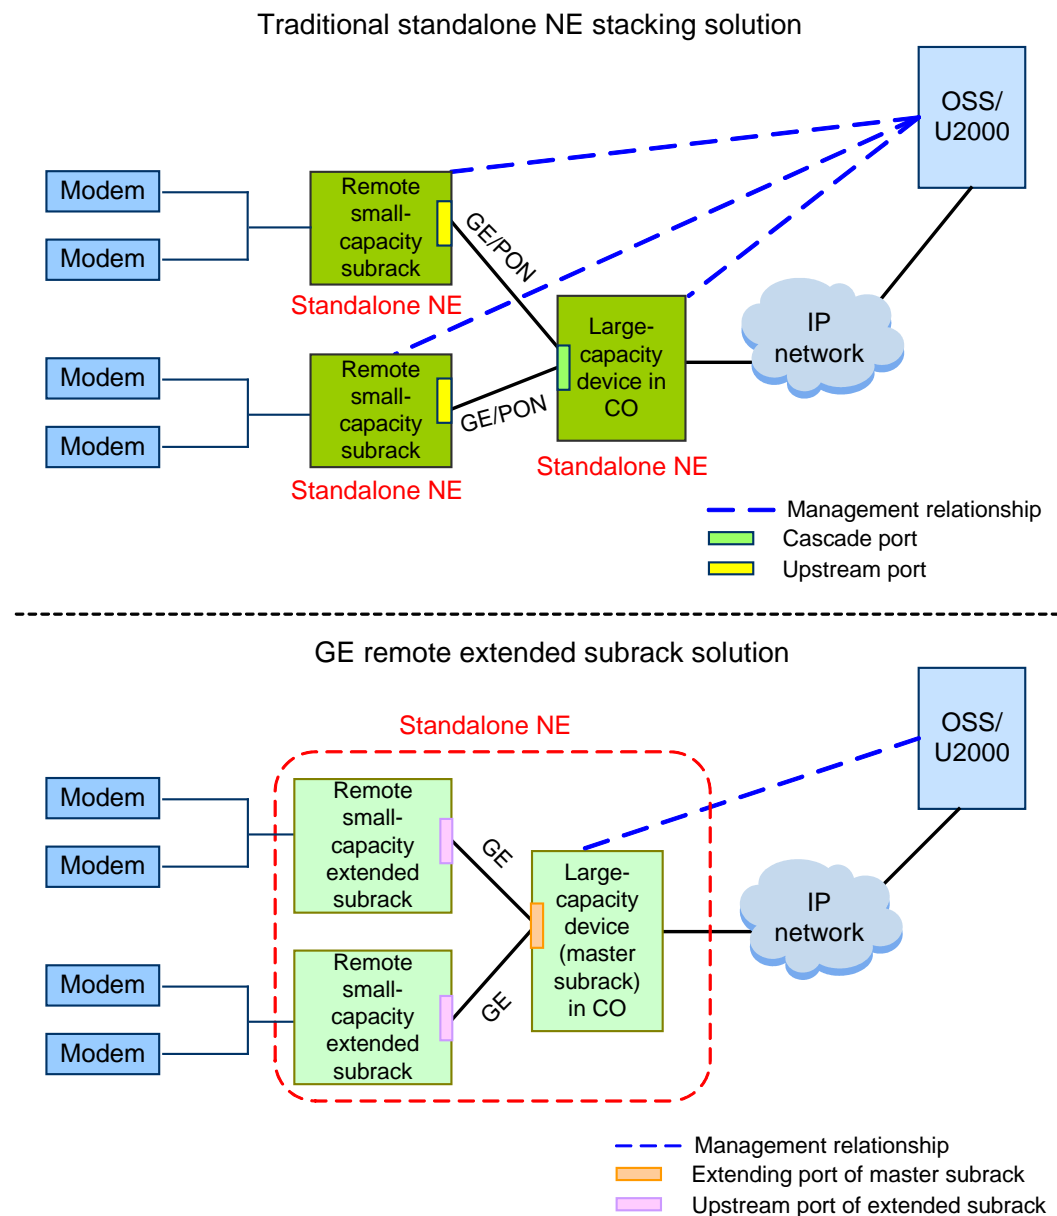 Traditional standalone NE stacking solution
OSS/
U2000
Modem
Modem
Remote
small-
capacity
subrack
GE/PON
Standalone NE
Modem
Modem
Remote
small-
capacity
subrack
GE/PON
Standalone NE
Large-
capacity
device in
CO
Standalone NE
IP
network
Management relationship
Cascade port
Upstream port
GE remote extended subrack solution
OSS/
U2000
Standalone NE
Modem
Modem
Remote
small-
capacity
extended
subrack
GE
Modem
Modem
Remote
small-
capacity
extended
subrack
GE
Large-
capacity
device
(master
subrack)
in CO
IP
network
Management relationship
Extending port of master subrack
Upstream port of extended subrack